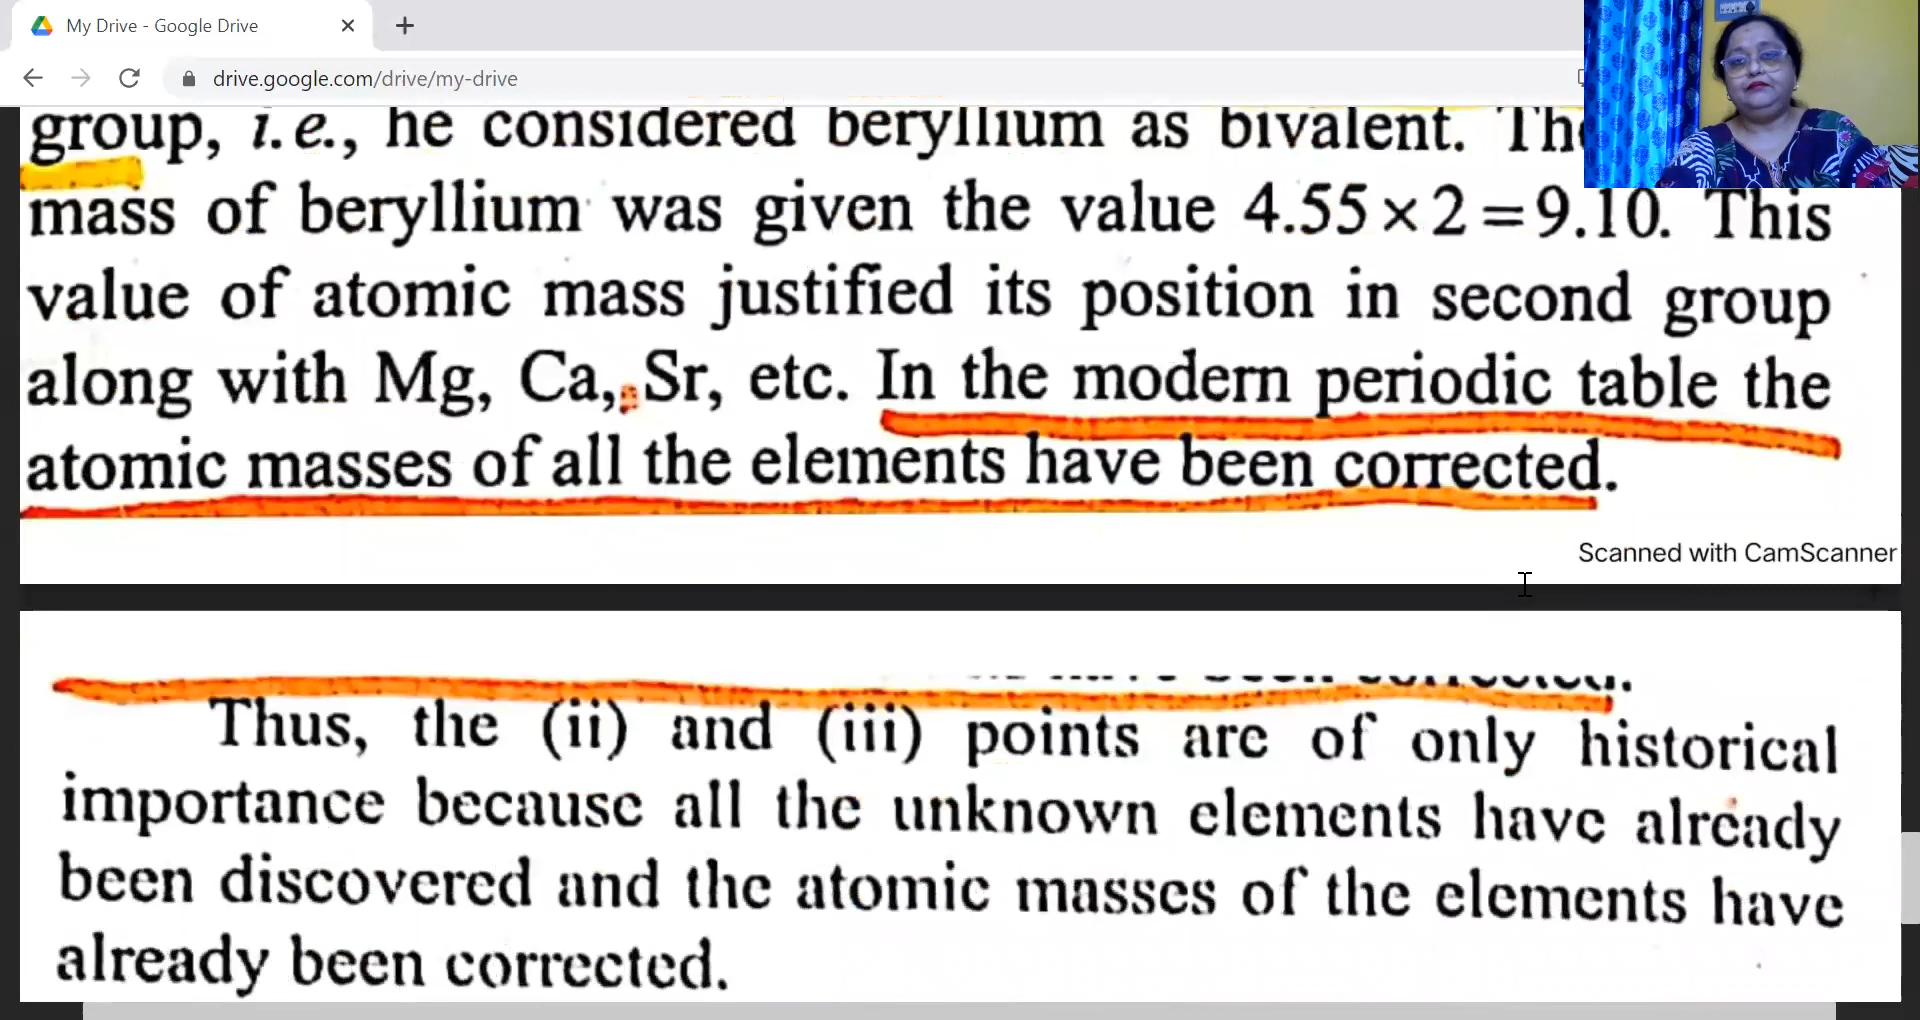 My Drive - Google Drive
drive.google.com/drive/my-drive
group, i.e., he considered beryllium as bivalent.
mass of beryllium was given the value 4.55×2=9.10. This
value of atomic mass justified its position in second group
along with Mg, Ca, Sr, etc. In the modern periodic table the
atomic masses of all the elements have been corrected.
Scanned with CamScanner
have been corrected.
Thus, the (ii) and (iii) points are of only historical
importance because all the unknown elements have already
been discovered and the atomic masses of the elements have
already been corrected.